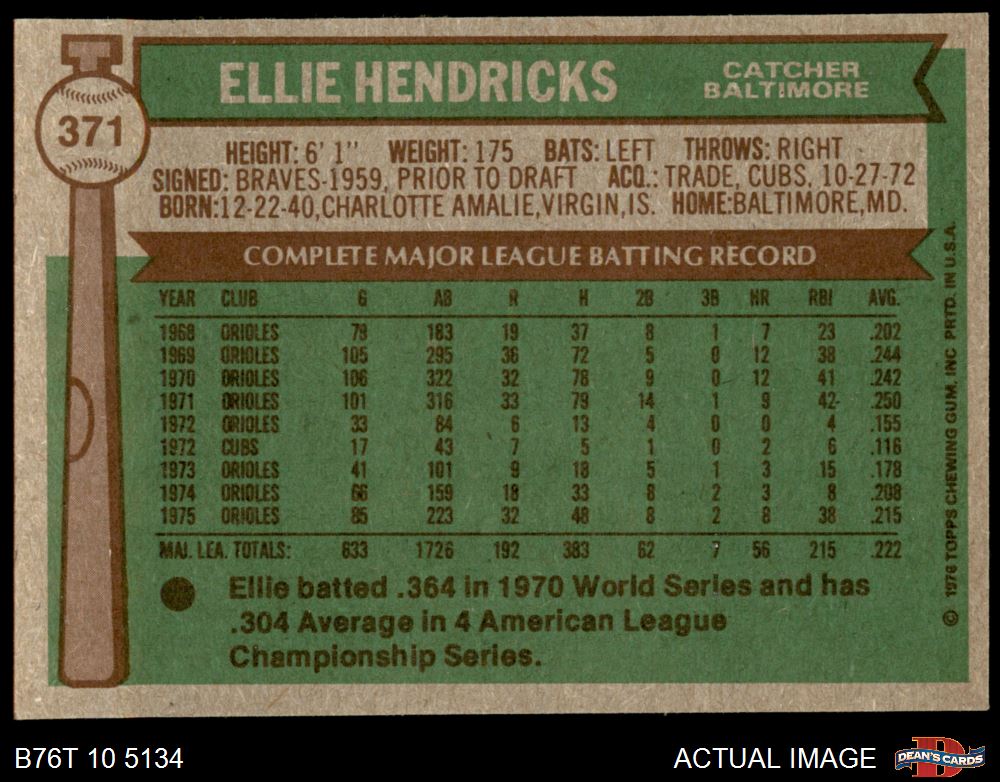 371
ELLIE HENDRICKS
CATCHER
BALTIMORE
HEIGHT: 6' 1" WEIGHT: 175 BATS: LEFT THROWS: RIGHT
SIGNED: BRAVES-1959, PRIOR TO DRAFT ACQ.: TRADE, CUBS, 10-27-72
BORN:12-22-40,CHARLOTTE AMALIE,VIRGIN,IS. HOME:BALTIMORE,MD.
COMPLETE MAJOR LEAGUE BATTING RECORD
YEAR CLUB G AB R H 2B 3B HR RBI AVG.
1968 ORIOLES 79 183 19 37 8 1 7 23 .202
1969 ORIOLES 105 295 36 72 5 0 12 38 .244
1970 ORIOLES 106 322 32 78 9 0 12 41 .242
1971 ORIOLES 101 316 33 79 14 1 9 42 .250
1972 ORIOLES 33 84 6 13 4 0 0 4 .155
1972 CUBS 17 43 7 5 1 0 2 6 .116
1973 ORIOLES 41 101 9 18 5 1 3 15 .178
1974 ORIOLES 66 159 18 33 8 2 3 8 .208
1975 ORIOLES 85 223 32 48 8 2 8 38 .215
MAJ. LEA. TOTALS: 633 1726 192 383 62 7 56 215 .222
Ellie batted .364 in 1970 World Series and has
.304 Average in 4 American League
Championship Series.
© 1976 TOPPS CHEWING GUM, INC PRTD. IN U.S.A.
B76T 10 5134
ACTUAL IMAGE
D
DEAN'S CARDS